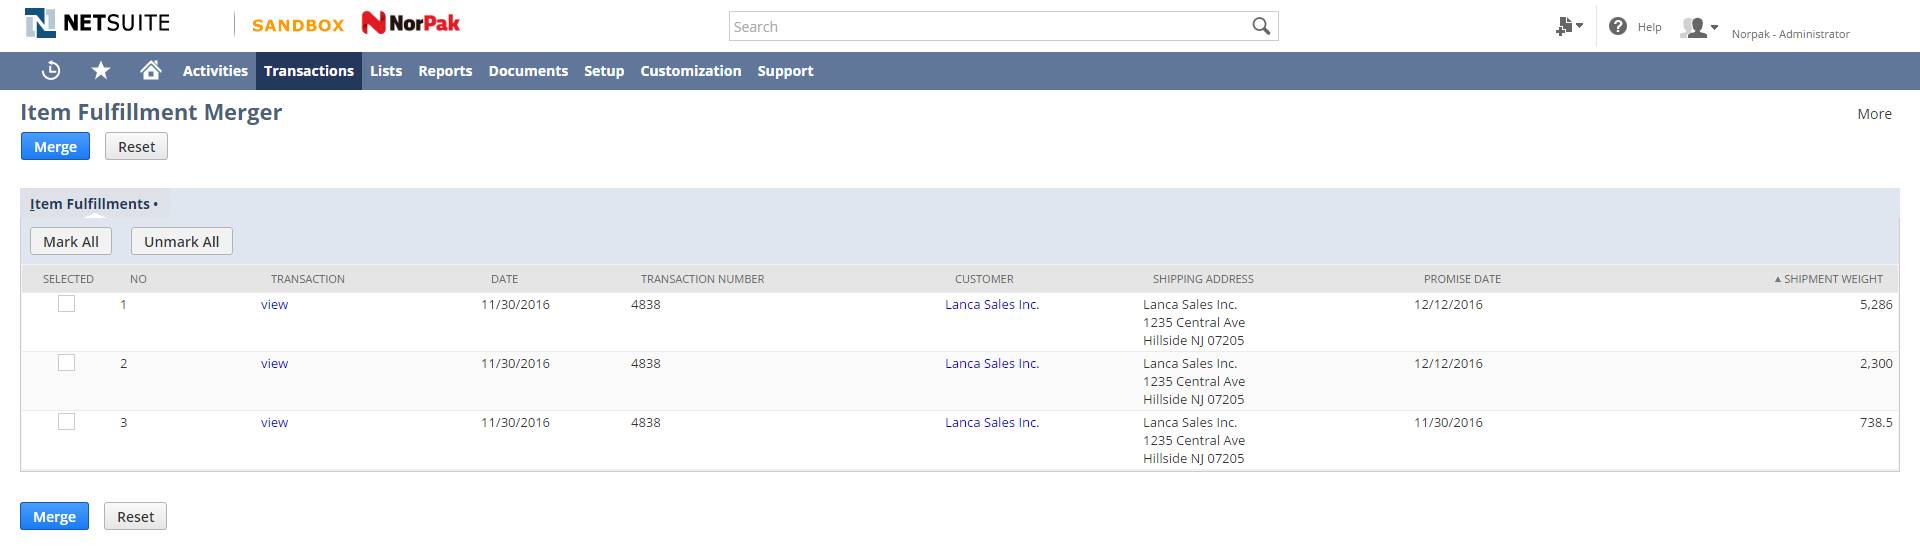 NETSUITE SANDBOX NorPak Search Help Norpak - Administrator
Activities Transactions Lists Reports Documents Setup Customization Support
Item Fulfillment Merger More
Merge Reset
Item Fulfillments •
Mark All Unmark All
SELECTED NO TRANSACTION DATE TRANSACTION NUMBER CUSTOMER SHIPPING ADDRESS PROMISE DATE ▲ SHIPMENT WEIGHT
1 view 11/30/2016 4838 Lanca Sales Inc. Lanca Sales Inc. 12/12/2016 5,286
1235 Central Ave
Hillside NJ 07205
2 view 11/30/2016 4838 Lanca Sales Inc. Lanca Sales Inc. 12/12/2016 2,300
1235 Central Ave
Hillside NJ 07205
3 view 11/30/2016 4838 Lanca Sales Inc. Lanca Sales Inc. 11/30/2016 738.5
1235 Central Ave
Hillside NJ 07205
Merge Reset